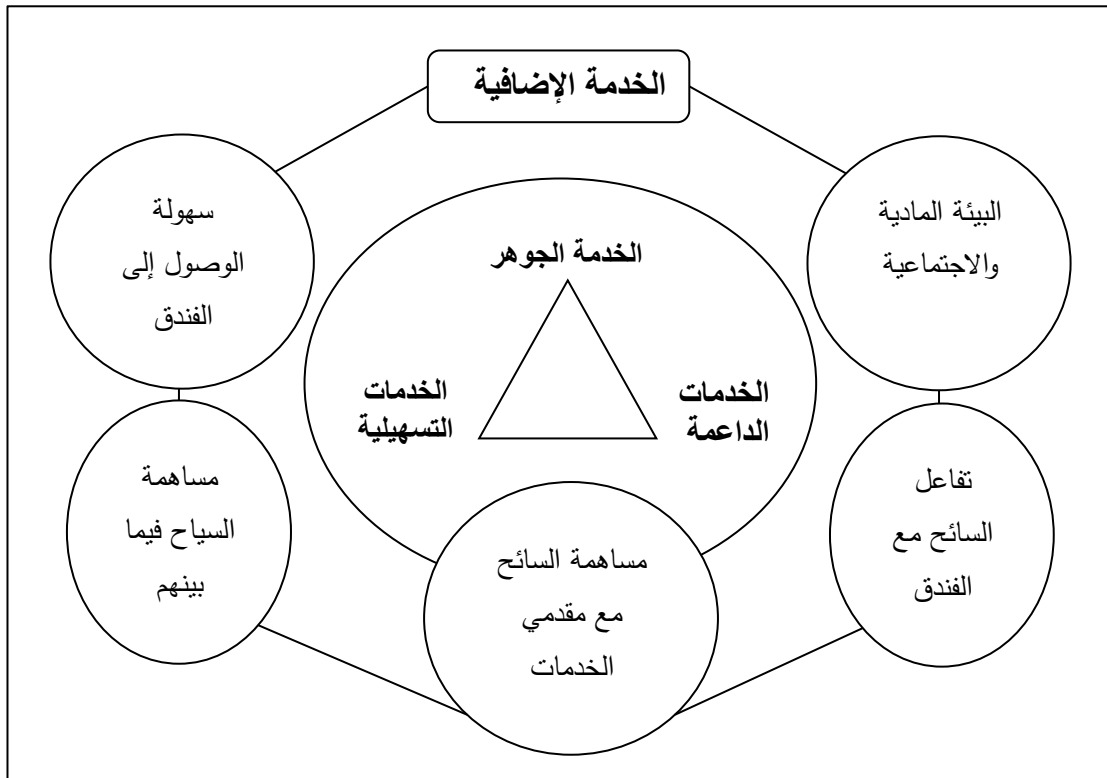 الخدمة الإضافية
البيئة المادية
والاجتماعية
سهولة
الوصول إلى
الفندق
الخدمة الجوهر
الخدمات
الداعمة
الخدمات
التسهيلية
تفاعل
السائح مع
الفندق
مساهمة السائح
مع مقدمي
الخدمات
مساهمة
السياح فيما
بينهم